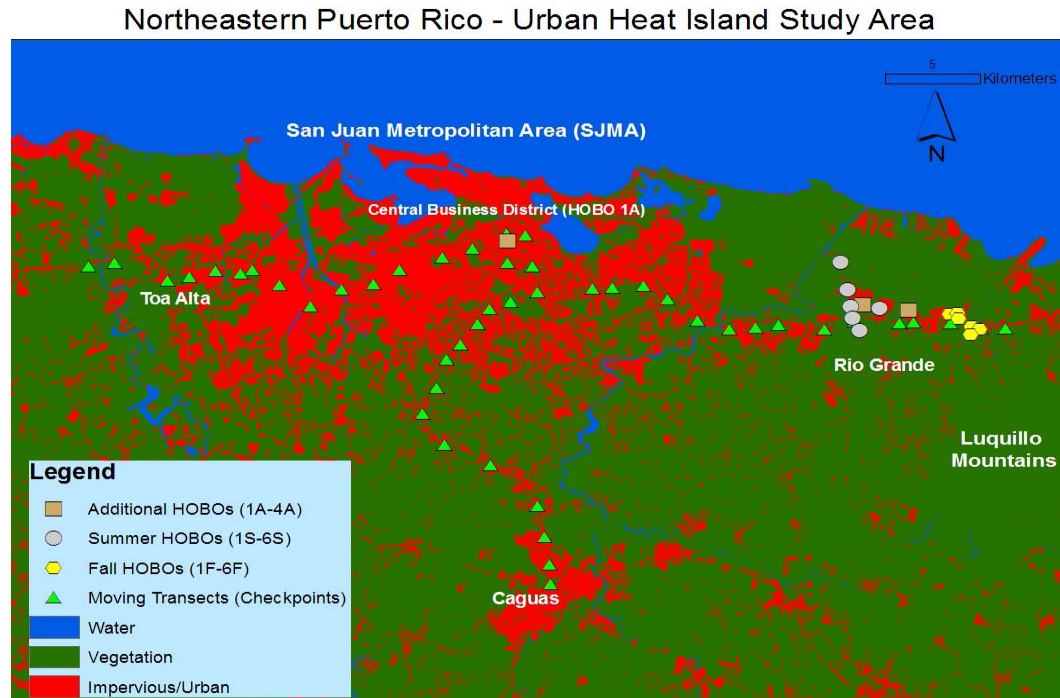 Northeastern Puerto Rico - Urban Heat Island Study Area
5
Kilometers
N
San Juan Metropolitan Area (SJMA)
Central Business District (HOBO 1A)
Toa Alta
Rio Grande
Luquillo
Mountains
Caguas
Legend
Additional HOBOs (1A-4A)
Summer HOBOs (1S-6S)
Fall HOBOs (1F-6F)
Moving Transects (Checkpoints)
Water
Vegetation
Impervious/Urban